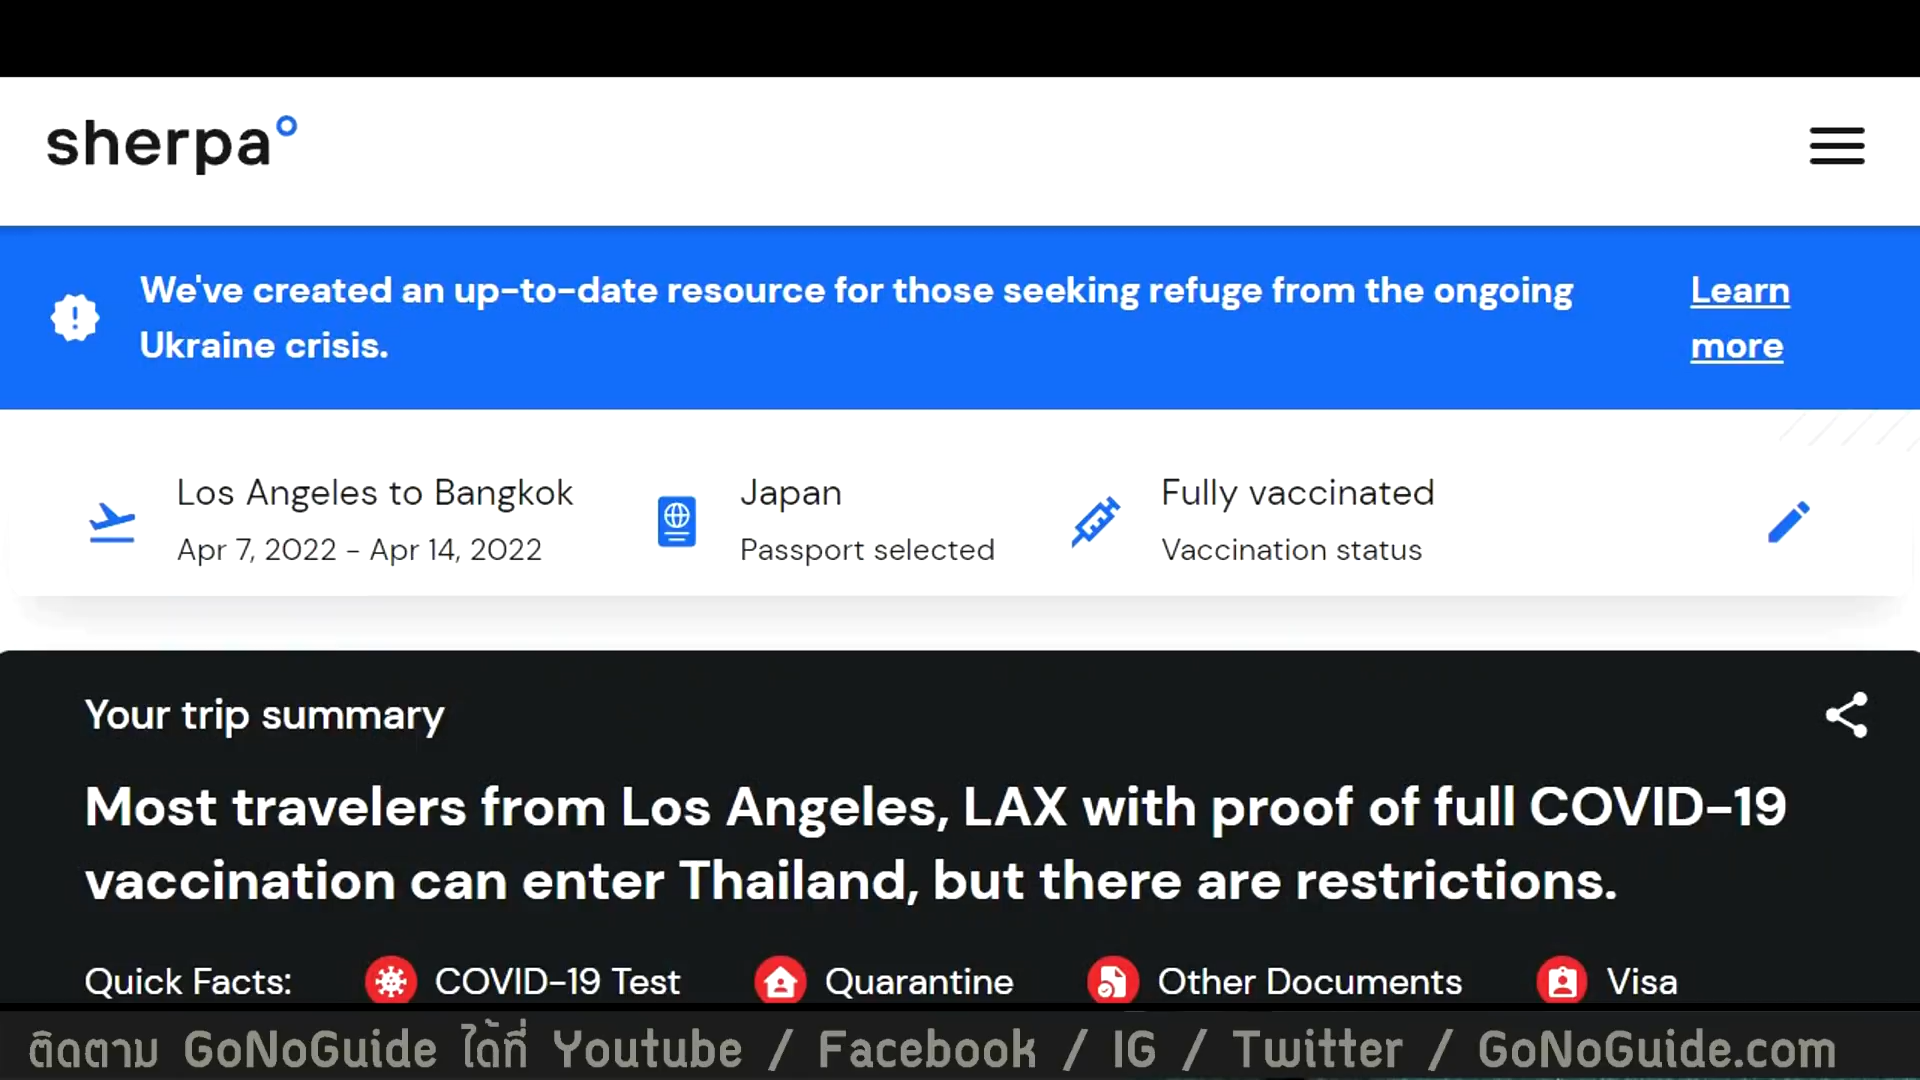 sherpa°
We've created an up-to-date resource for those seeking refuge from the ongoing
Ukraine crisis.
Learn
more
Los Angeles to Bangkok
Apr 7, 2022 - Apr 14, 2022
Japan
Passport selected
Fully vaccinated
Vaccination status
Your trip summary
Most travelers from Los Angeles, LAX with proof of full COVID-19
vaccination can enter Thailand, but there are restrictions.
Quick Facts: COVID-19 Test Quarantine Other Documents Visa
ติดตาม GoNoGuide ได้ที่ Youtube / Facebook / IG / Twitter / GoNoGuide.com